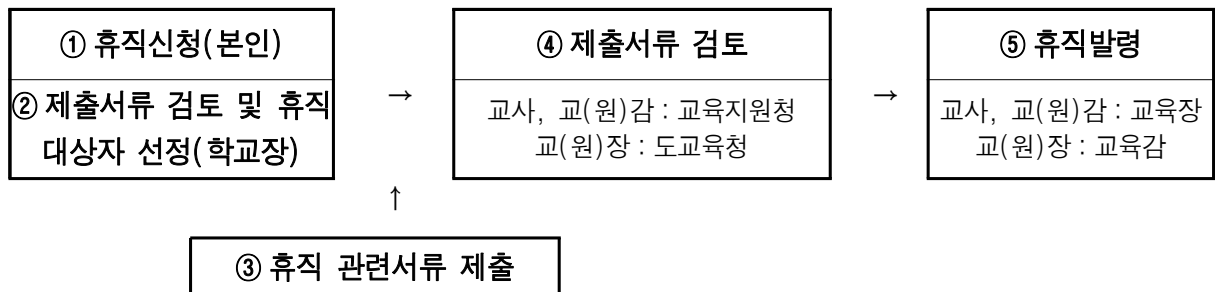 ① 휴직신청(본인)
② 제출서류 검토 및 휴직
대상자 선정(학교장)
→
④ 제출서류 검토
교사, 교(원)감 : 교육지원청
교(원)장 : 도교육청
→
⑤ 휴직발령
교사, 교(원)감 : 교육장
교(원)장 : 교육감
↑
③ 휴직 관련서류 제출